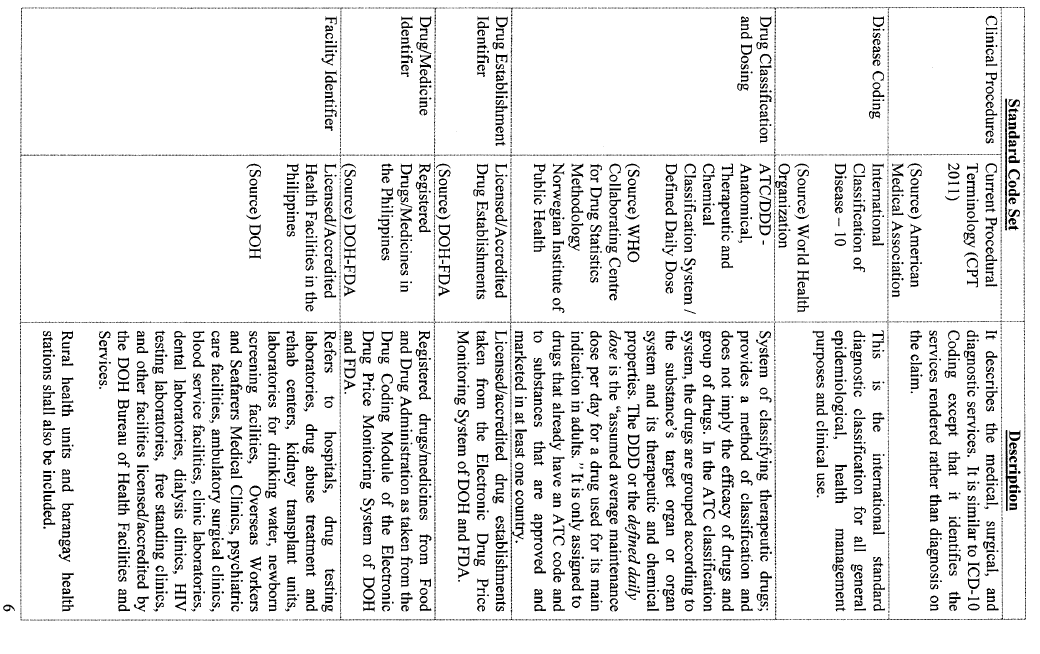 Standard Code Set
Description
Clinical Procedures
Current Procedural
Terminology (CPT
2011)
(Source) American
Medical Association
It describes the medical, surgical, and
diagnostic services. It is similar to ICD-10
Coding except that it identifies the
services rendered rather than diagnosis on
the claim.
Disease Coding
International
Classification of
Disease – 10
(Source) World Health
Organization
This is the international standard
diagnostic classification for all general
epidemiological, health management
purposes and clinical use.
Drug Classification
and Dosing
ATC/DDD -
Anatomical,
Therapeutic and
Chemical
Classification System /
Defined Daily Dose
(Source) WHO
Collaborating Centre
for Drug Statistics
Methodology
Norwegian Institute of
Public Health
System of classifying therapeutic drugs;
provides a method of classification and
does not imply the efficacy of drugs and
group of drugs. In the ATC classification
system, the drugs are grouped according to
the substance's target organ or organ
system and its therapeutic and chemical
properties. The DDD or the defined daily
dose is the "assumed average maintenance
dose per day for a drug used for its main
indication in adults." It is only assigned to
drugs that already have an ATC code and
to substances that are approved and
marketed in at least one country.
Drug Establishment
Identifier
Licensed/Accredited
Drug Establishments
(Source) DOH-FDA
Licensed/accredited drug establishments
taken from the Electronic Drug Price
Monitoring System of DOH and FDA.
Drug/Medicine
Identifier
Registered
Drugs/Medicines in
the Philippines
(Source) DOH-FDA
Registered drugs/medicines from Food
and Drug Administration as taken from the
Drug Coding Module of the Electronic
Drug Price Monitoring System of DOH
and FDA.
Facility Identifier
Licensed/Accredited
Health Facilities in the
Philippines
(Source) DOH
Refers to hospitals, drug testing
laboratories, drug abuse treatment and
rehab centers, kidney transplant units,
laboratories for drinking water, newborn
screening facilities, Overseas Workers
and Seafarers Medical Clinics, psychiatric
care facilities, ambulatory surgical clinics,
blood service facilities, clinic laboratories,
dental laboratories, dialysis clinics, HIV
testing laboratories, free standing clinics,
and other facilities licensed/accredited by
the DOH Bureau of Health Facilities and
Services.
Rural health units and barangay health
stations shall also be included.
6